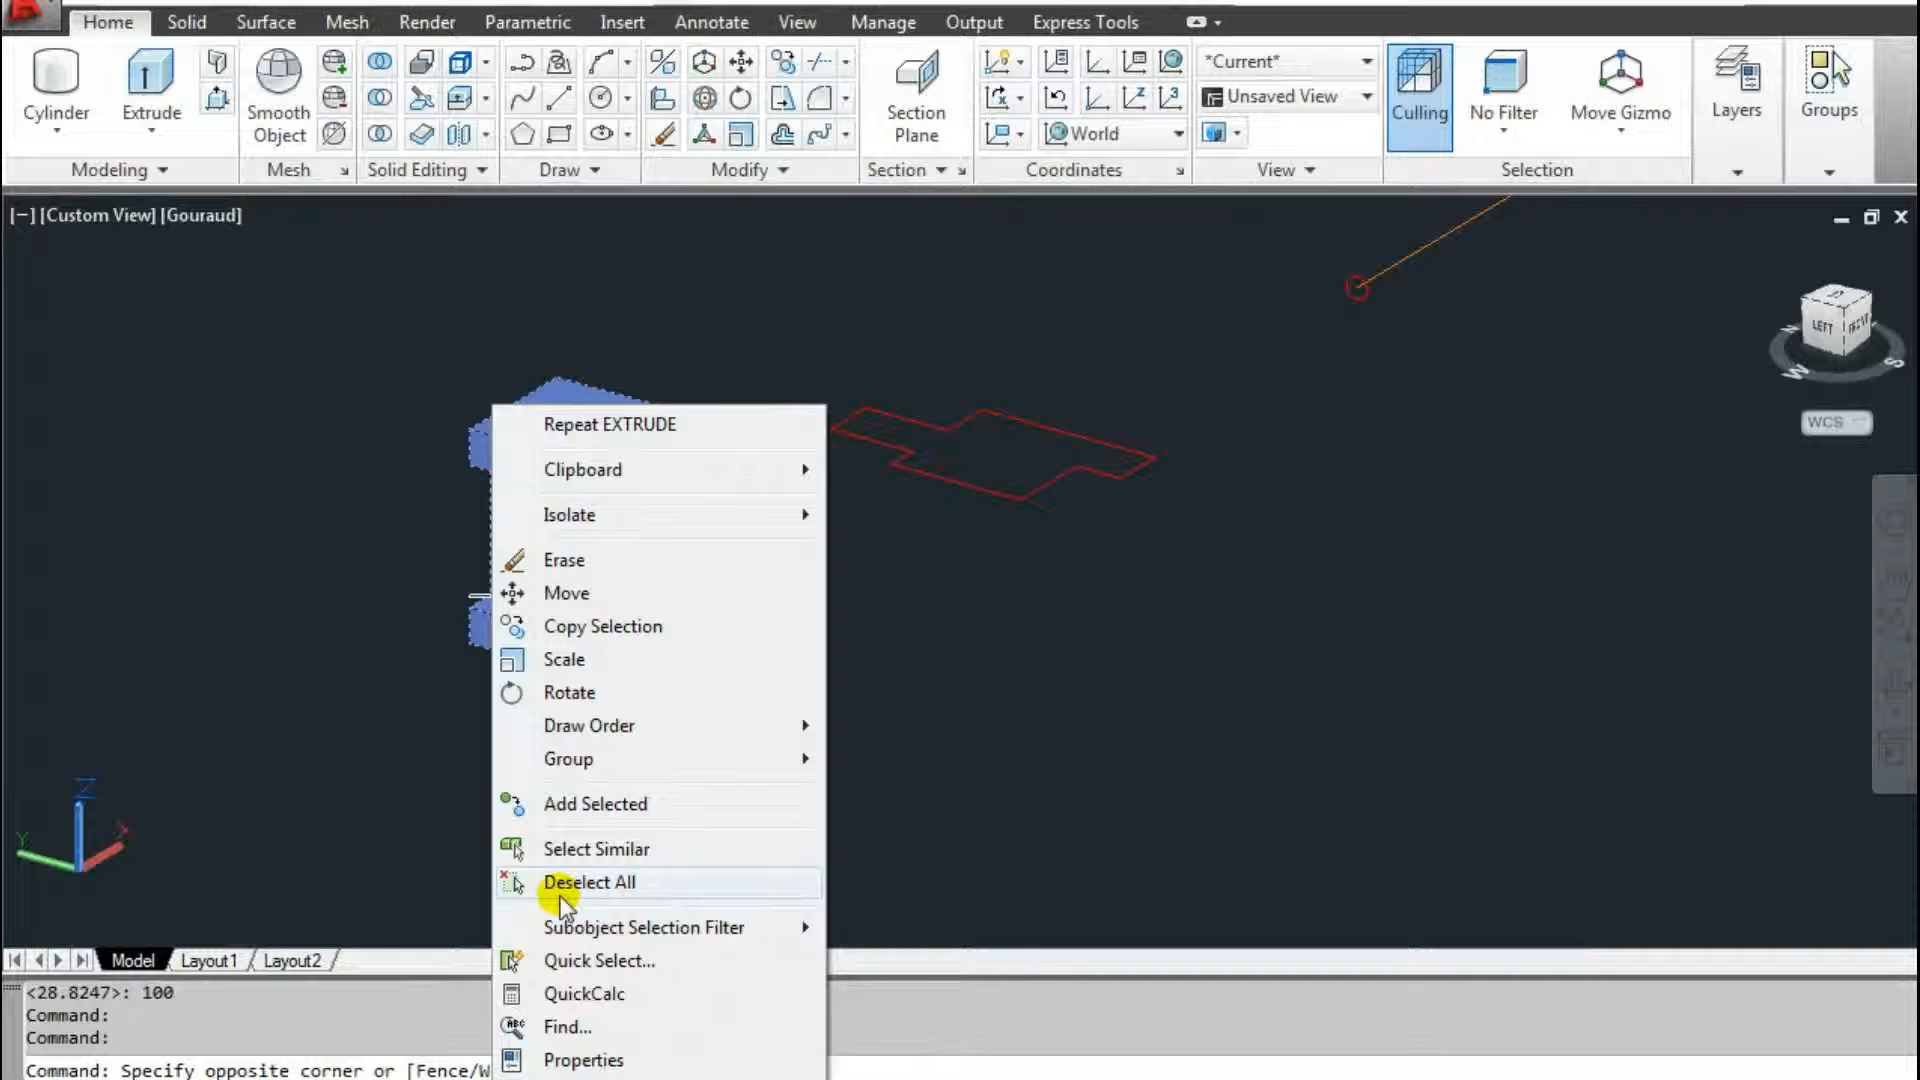 Home Solid Surface Mesh Render Parametric Insert Annotate View Manage Output Express Tools
Cylinder
Extrude
Smooth
Object
Section
Plane
*Current*
Unsaved View
World
Culling
No Filter
Move Gizmo
Layers
Groups
Modeling Mesh Solid Editing Draw Modify Section Coordinates View Selection
[−] [Custom View] [Gouraud]
LEFT FRONT
N
W
S
WCS
Repeat EXTRUDE
Clipboard
Isolate
Erase
Move
Copy Selection
Scale
Rotate
Draw Order
Group
Add Selected
Select Similar
Deselect All
Subobject Selection Filter
Quick Select...
QuickCalc
Find...
Properties
Z
Y
X
Model Layout1 Layout2
<28.8247>: 100
Command:
Command:
Command: Specify opposite corner or [Fence/W